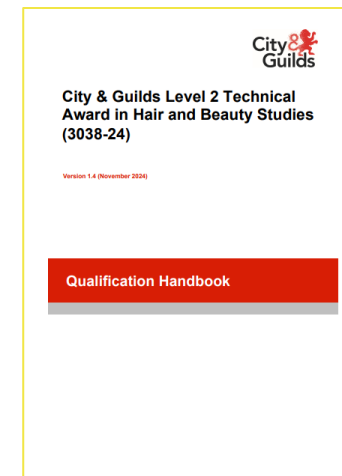 City&
Guilds
City & Guilds Level 2 Technical
Award in Hair and Beauty Studies
(3038-24)
Version 1.4 (November 2024)
Qualification Handbook